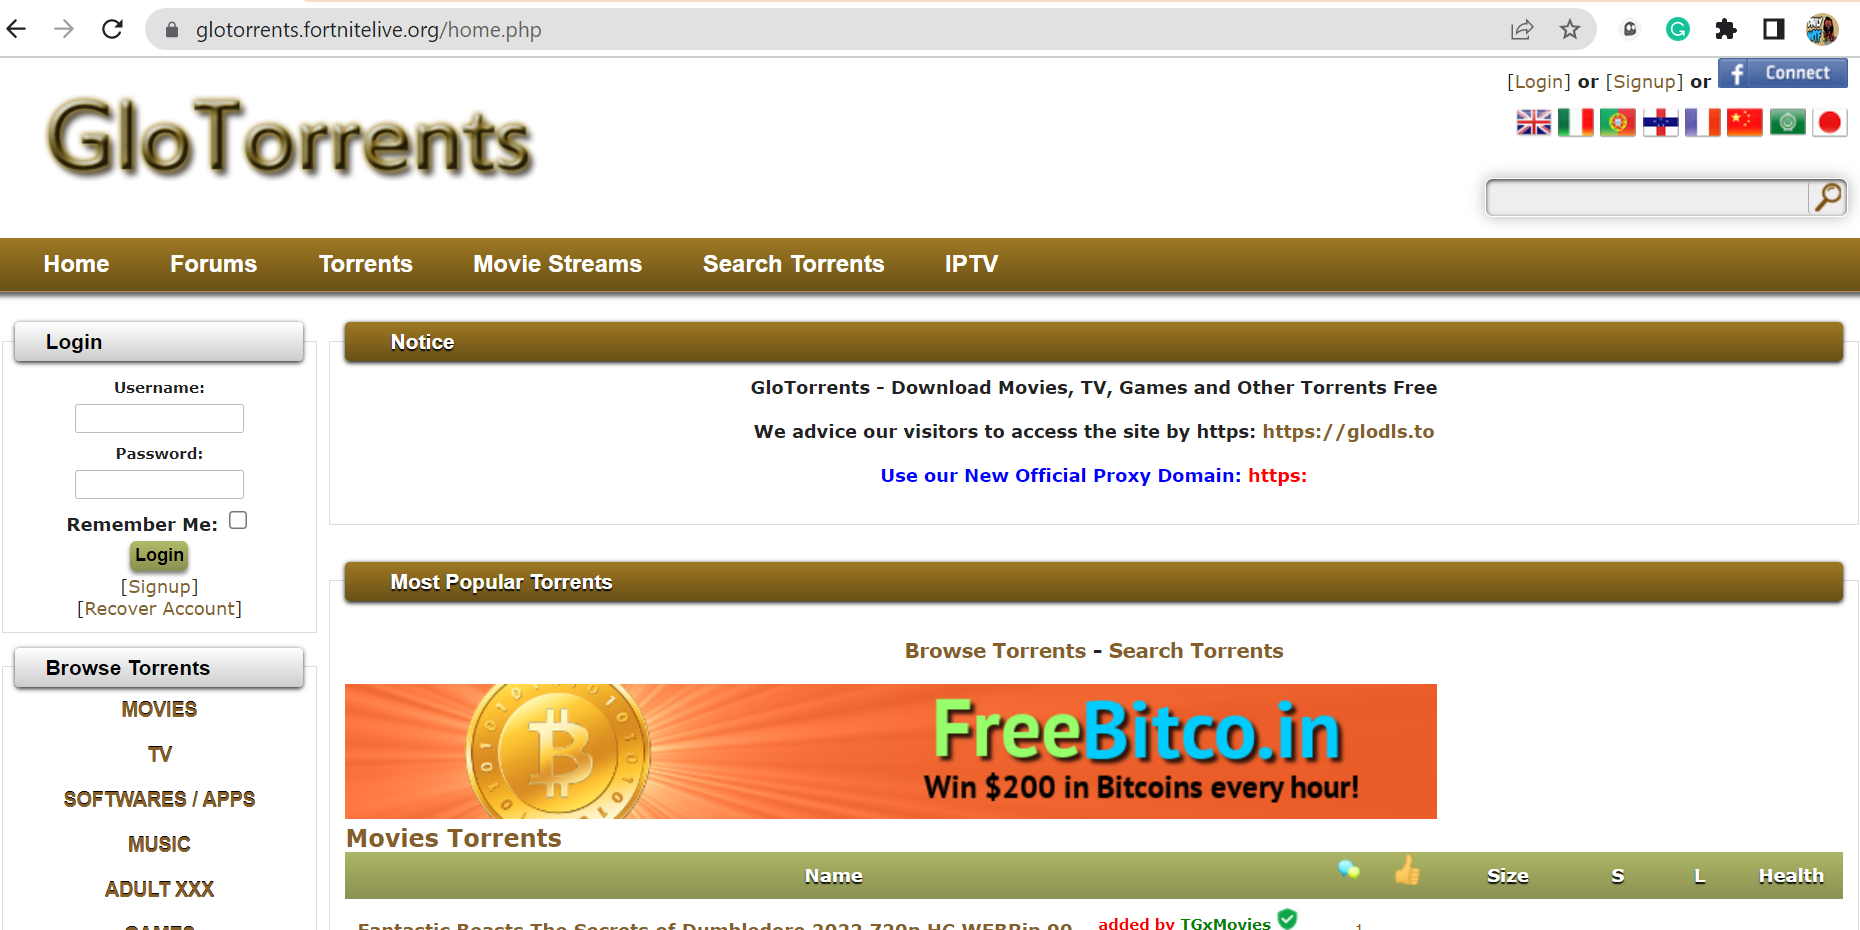 glotorrents.fortnitelive.org/home.php
[Login] or [Signup] or f Connect
GloTorrents
Home Forums Torrents Movie Streams Search Torrents IPTV
Login
Username:
Password:
Remember Me:
Login
[Signup]
[Recover Account]
Browse Torrents
MOVIES
TV
SOFTWARES / APPS
MUSIC
ADULT XXX
GAMES
Notice
GloTorrents - Download Movies, TV, Games and Other Torrents Free
We advice our visitors to access the site by https: https://glodls.to
Use our New Official Proxy Domain: https:
Most Popular Torrents
Browse Torrents - Search Torrents
FreeBitco.in
Win $200 in Bitcoins every hour!
Movies Torrents
Name Size S L Health
Fantastic Beasts The Secrets of Dumbledore 2022 720p HC WEBRip 90 added by TGxMovies 1